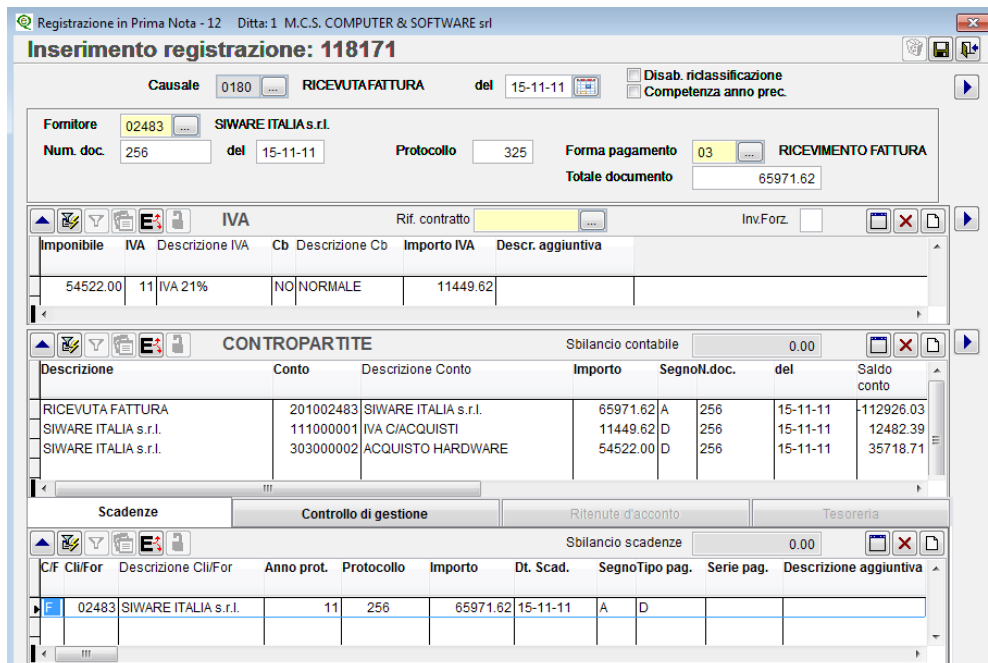 Registrazione in Prima Nota - 12 Ditta: 1 M.C.S. COMPUTER & SOFTWARE srl
Inserimento registrazione: 118171
Causale 0180 ... RICEVUTA FATTURA del 15-11-11 Disab. riclassificazione
Competenza anno prec.
Fornitore 02483 ... SIWARE ITALIA s.r.l.
Num. doc. 256 del 15-11-11 Protocollo 325 Forma pagamento 03 ... RICEVIMENTO FATTURA
Totale documento 65971.62
IVA Rif. contratto ... Inv.Forz.
Imponibile IVA Descrizione IVA Cb Descrizione Cb Importo IVA Descr. aggiuntiva
54522.00 11 IVA 21% NO NORMALE 11449.62
CONTROPARTITE Sbilancio contabile 0.00
Descrizione Conto Descrizione Conto Importo Segno N.doc. del Saldo conto
RICEVUTA FATTURA 201002483 SIWARE ITALIA s.r.l. 65971.62 A 256 15-11-11 -112926.03
SIWARE ITALIA s.r.l. 111000001 IVA C/ACQUISTI 11449.62 D 256 15-11-11 12482.39
SIWARE ITALIA s.r.l. 303000002 ACQUISTO HARDWARE 54522.00 D 256 15-11-11 35718.71
Scadenze Controllo di gestione Ritenute d'acconto Tesoreria
Sbilancio scadenze 0.00
C/F Cli/For Descrizione Cli/For Anno prot. Protocollo Importo Dt. Scad. Segno Tipo pag. Serie pag. Descrizione aggiuntiva
F 02483 SIWARE ITALIA s.r.l. 11 256 65971.62 15-11-11 A D